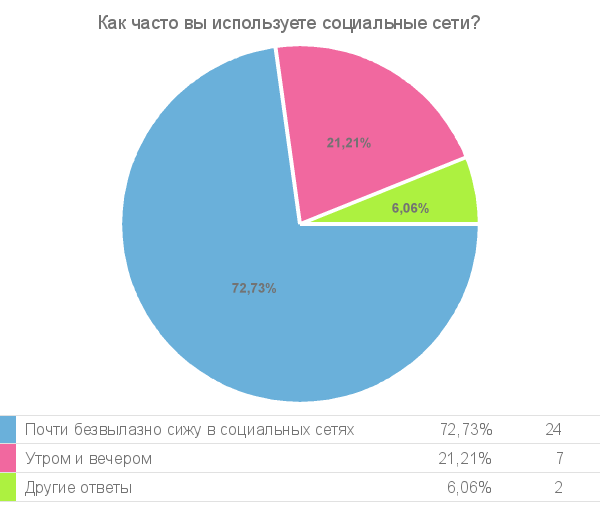 Как часто вы используете социальные сети?
21,21%
6,06%
72,73%
Почти безвылазно сижу в социальных сетях 72,73% 24
Утром и вечером 21,21% 7
Другие ответы 6,06% 2